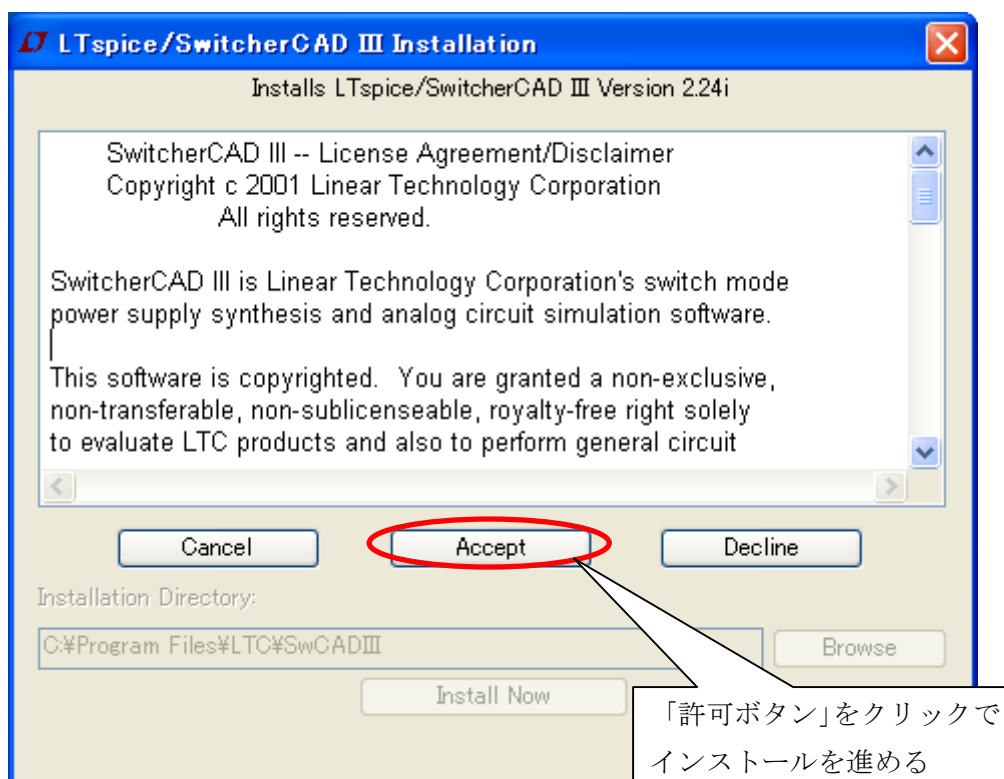 LTspice/SwitcherCAD Ⅲ Installation
Installs LTspice/SwitcherCAD Ⅲ Version 2.24i
SwitcherCAD III -- License Agreement/Disclaimer
Copyright c 2001 Linear Technology Corporation
All rights reserved.
SwitcherCAD III is Linear Technology Corporation's switch mode
power supply synthesis and analog circuit simulation software.
This software is copyrighted. You are granted a non-exclusive,
non-transferable, non-sublicenseable, royalty-free right solely
to evaluate LTC products and also to perform general circuit
Cancel Accept Decline
Installation Directory:
C:¥Program Files¥LTC¥SwCADⅢ Browse
Install Now
「許可ボタン」をクリックで
インストールを進める